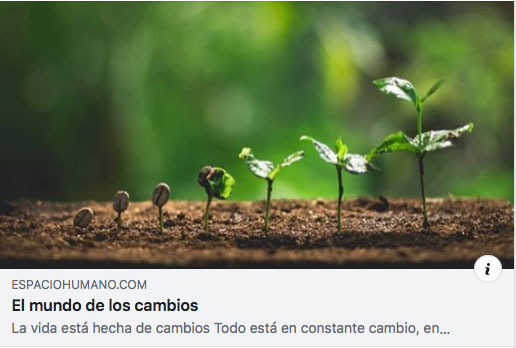 ESPACIOHUMANO.COM
El mundo de los cambios
La vida está hecha de cambios Todo está en constante cambio, en...